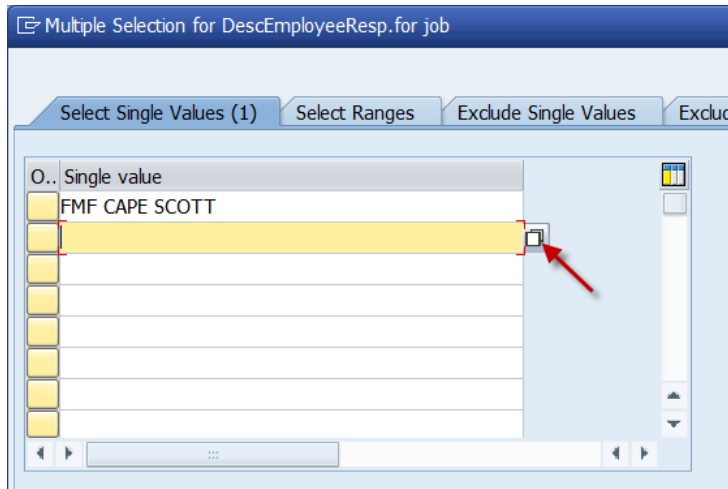 Multiple Selection for DescEmployeeResp.for job
Select Single Values (1) Select Ranges Exclude Single Values Exclud
O.. Single value
FMF CAPE SCOTT